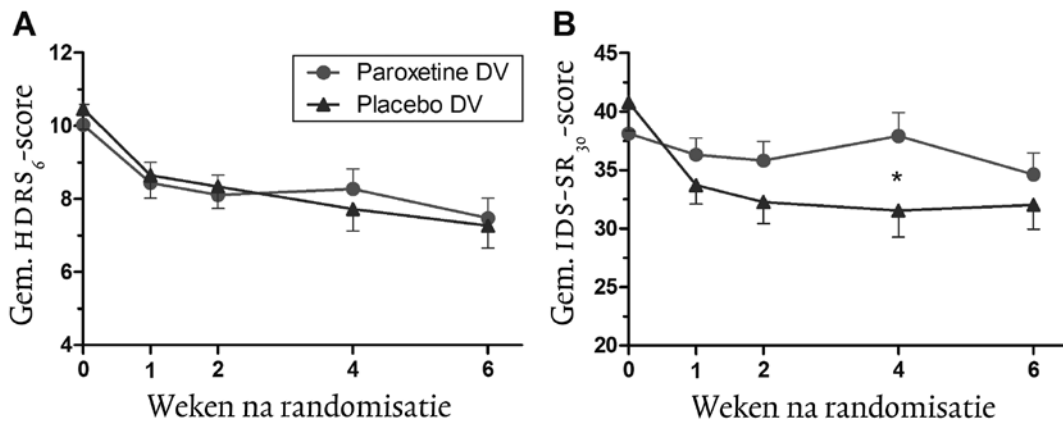 A
12
10
8
6
4
Gem. HDRS6-score
Paroxetine DV
Placebo DV
0 1 2 4 6
Weken na randomisatie
B
45
40
35
30
25
20
Gem. IDS-SR30-score
*
0 1 2 4 6
Weken na randomisatie